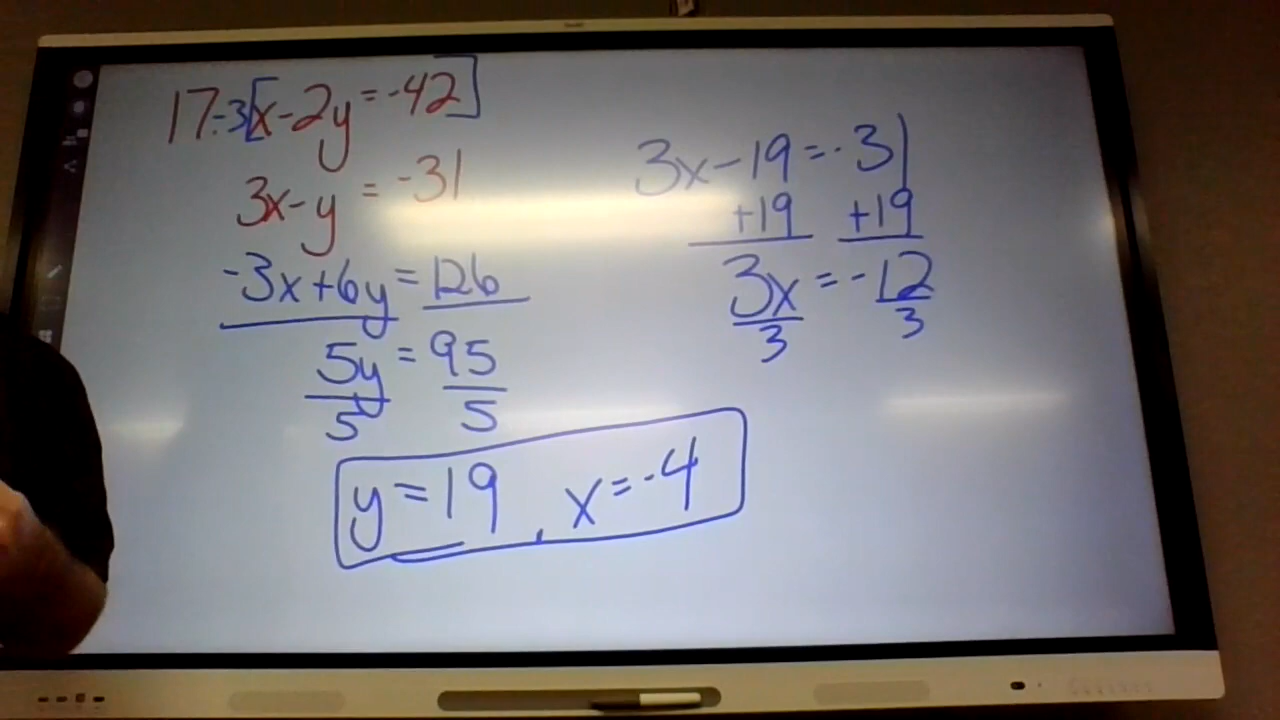 17. -3[x-2y=-42]
3x-y=-31
-3x+6y=126
5y=95
5 5
y=19, x=-4
3x-19=-31
+19 +19
3x=-12
3 3